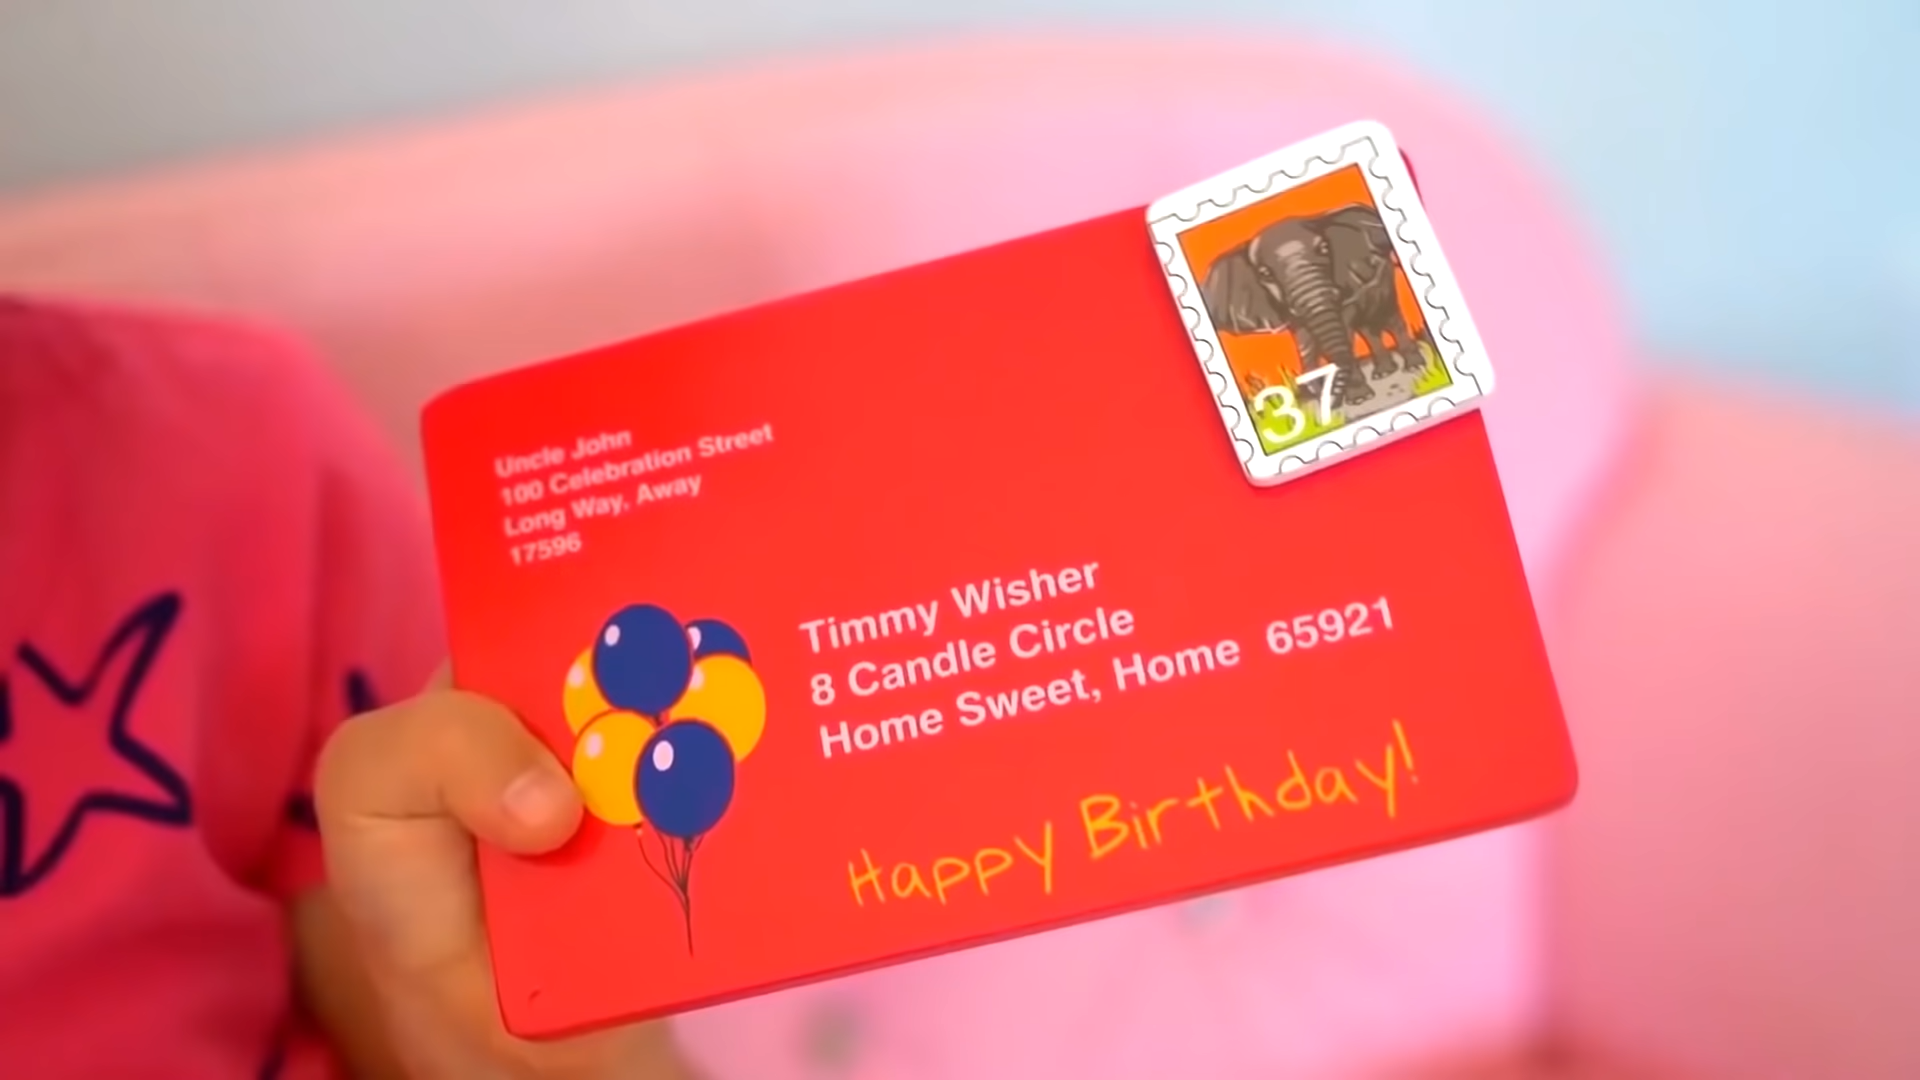 Uncle John
100 Celebration Street
Long Way, Away
17596
37
Timmy Wisher
8 Candle Circle
Home Sweet, Home 65921
Happy Birthday!